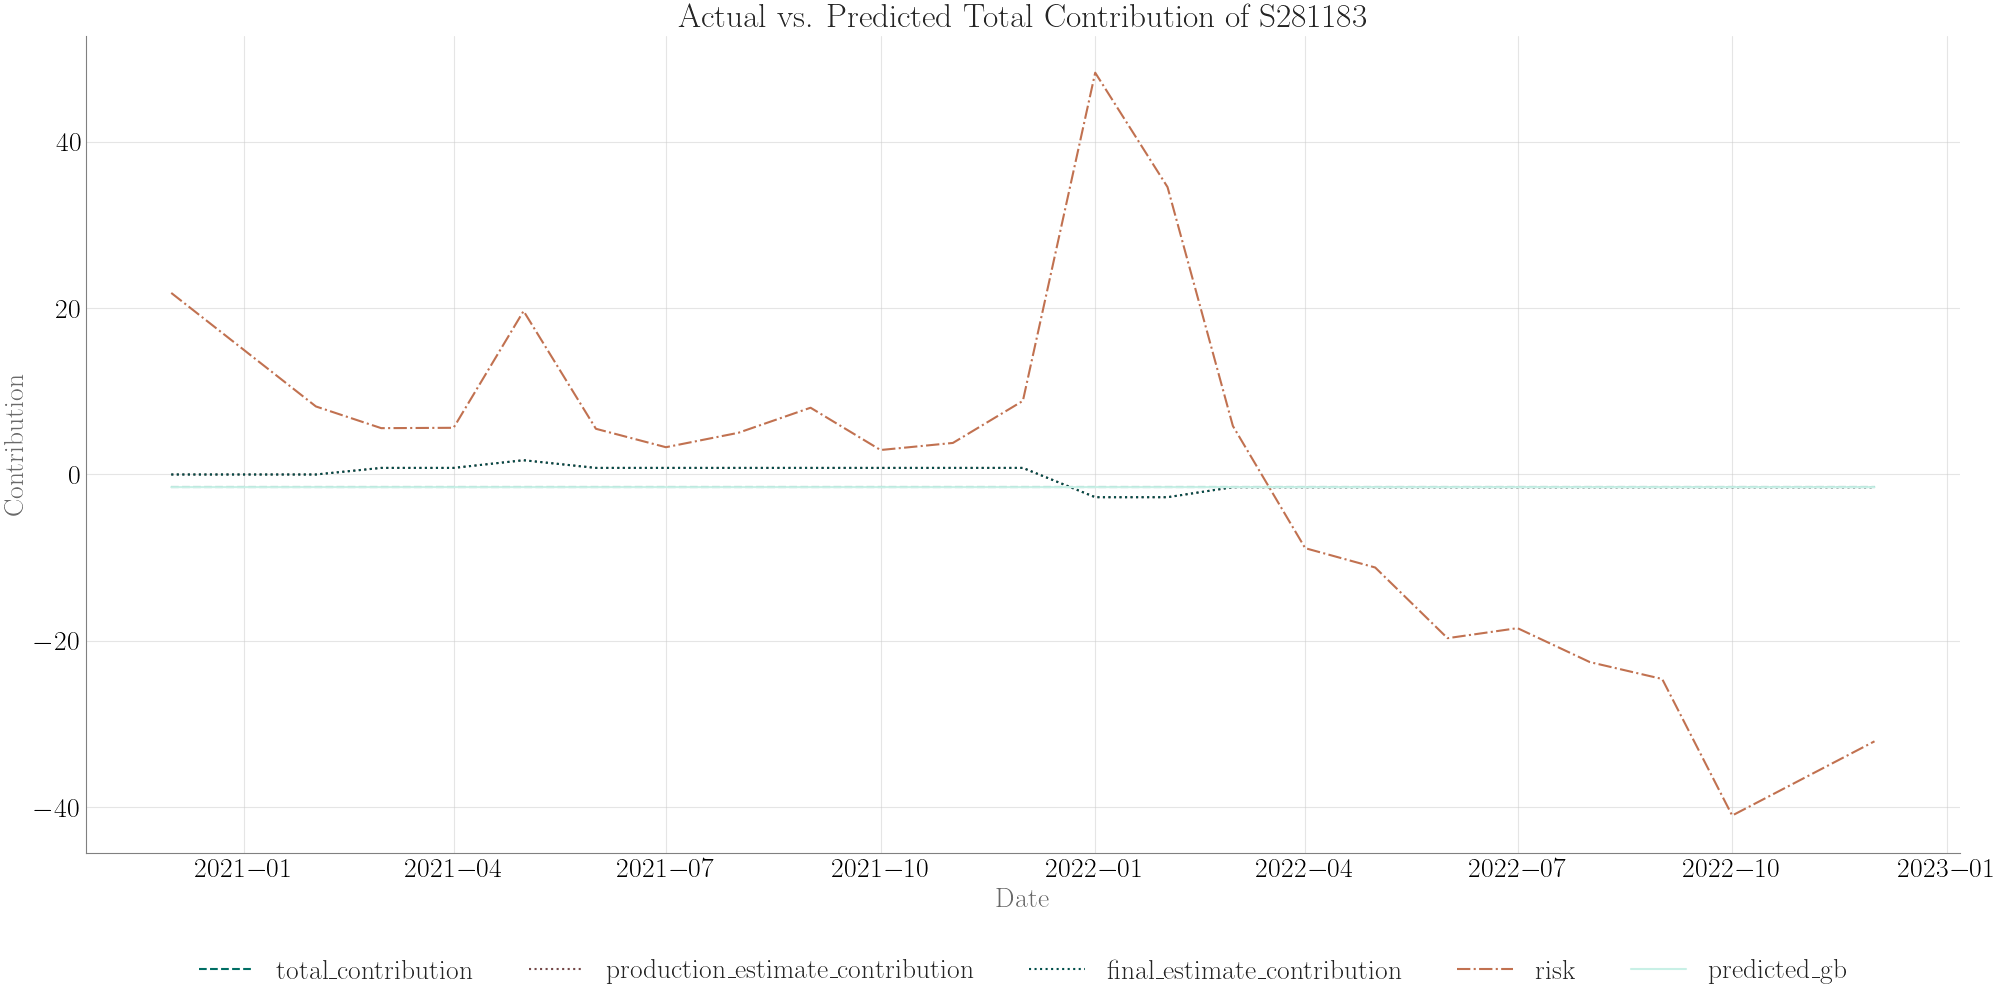 Actual vs. Predicted Total Contribution of S281183
Contribution
40
20
0
−20
−40
2021−01 2021−04 2021−07 2021−10 2022−01 2022−04 2022−07 2022−10 2023−01
Date
total_contribution production_estimate_contribution final_estimate_contribution risk predicted_gb